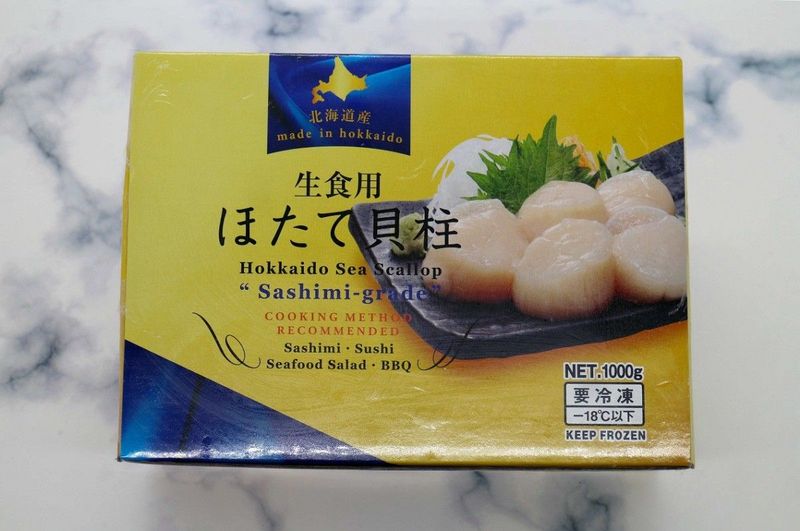 北海道産
made in hokkaido
生食用
ほたて貝柱
Hokkaido Sea Scallop
“ Sashimi-grade”
COOKING METHOD
RECOMMENDED
Sashimi・Sushi
Seafood Salad・BBQ
NET.1000g
要冷凍
−18℃以下
KEEP FROZEN